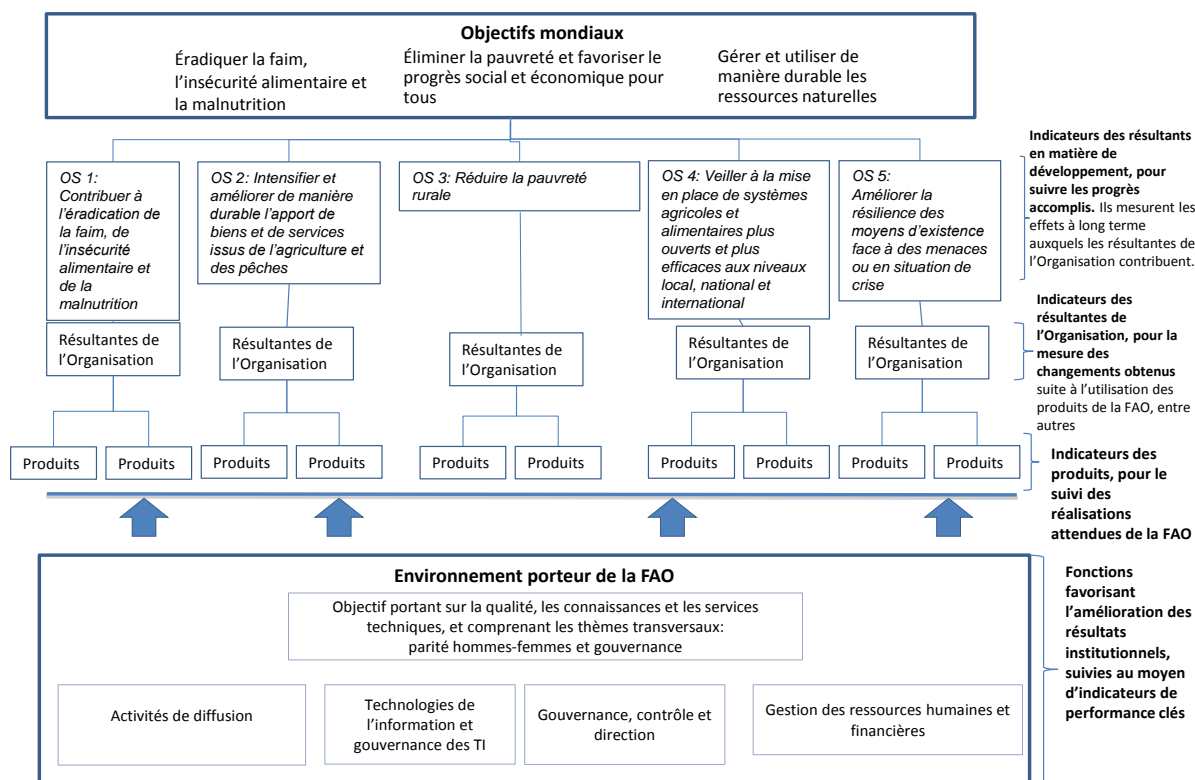 Objectifs mondiaux
Éradiquer la faim,
l'insécurité alimentaire et
la malnutrition
Éliminer la pauvreté et favoriser le
progrès social et économique pour
tous
Gérer et utiliser de
manière durable les
ressources naturelles
OS 1:
Contribuer à
l'éradication de
la faim, de
l'insécurité
alimentaire et
de la
malnutrition
OS 2: Intensifier et
améliorer de manière
durable l'apport de
biens et de services
issus de l'agriculture et
des pêches
OS 3: Réduire la pauvreté
rurale
OS 4: Veiller à la mise
en place de systèmes
agricoles et
alimentaires plus
ouverts et plus
efficaces aux niveaux
local, national et
international
OS 5:
Améliorer la
résilience des
moyens d'existence
face à des menaces
ou en situation de
crise
Indicateurs des résultants
en matière de
développement, pour
suivre les progrès
accomplis. Ils mesurent les
effets à long terme
auxquels les résultantes de
l'Organisation contribuent.
Résultantes de
l'Organisation
Résultantes de
l'Organisation
Résultantes de
l'Organisation
Résultantes de
l'Organisation
Résultantes de
l'Organisation
Indicateurs des
résultantes de
l'Organisation, pour la
mesure des
changements obtenus
suite à l'utilisation des
produits de la FAO, entre
autres
Produits
Produits
Produits
Produits
Produits
Produits
Produits
Produits
Produits
Produits
Indicateurs des
produits, pour le
suivi des
réalisations
attendues de la FAO
Environnement porteur de la FAO
Objectif portant sur la qualité, les connaissances et les services
techniques, et comprenant les thèmes transversaux:
parité hommes-femmes et gouvernance
Activités de diffusion
Technologies de
l'information et
gouvernance des TI
Gouvernance, contrôle et
direction
Gestion des ressources humaines et
financières
Fonctions
favorisant
l'amélioration des
résultats
institutionnels,
suivies au moyen
d'indicateurs de
performance clés